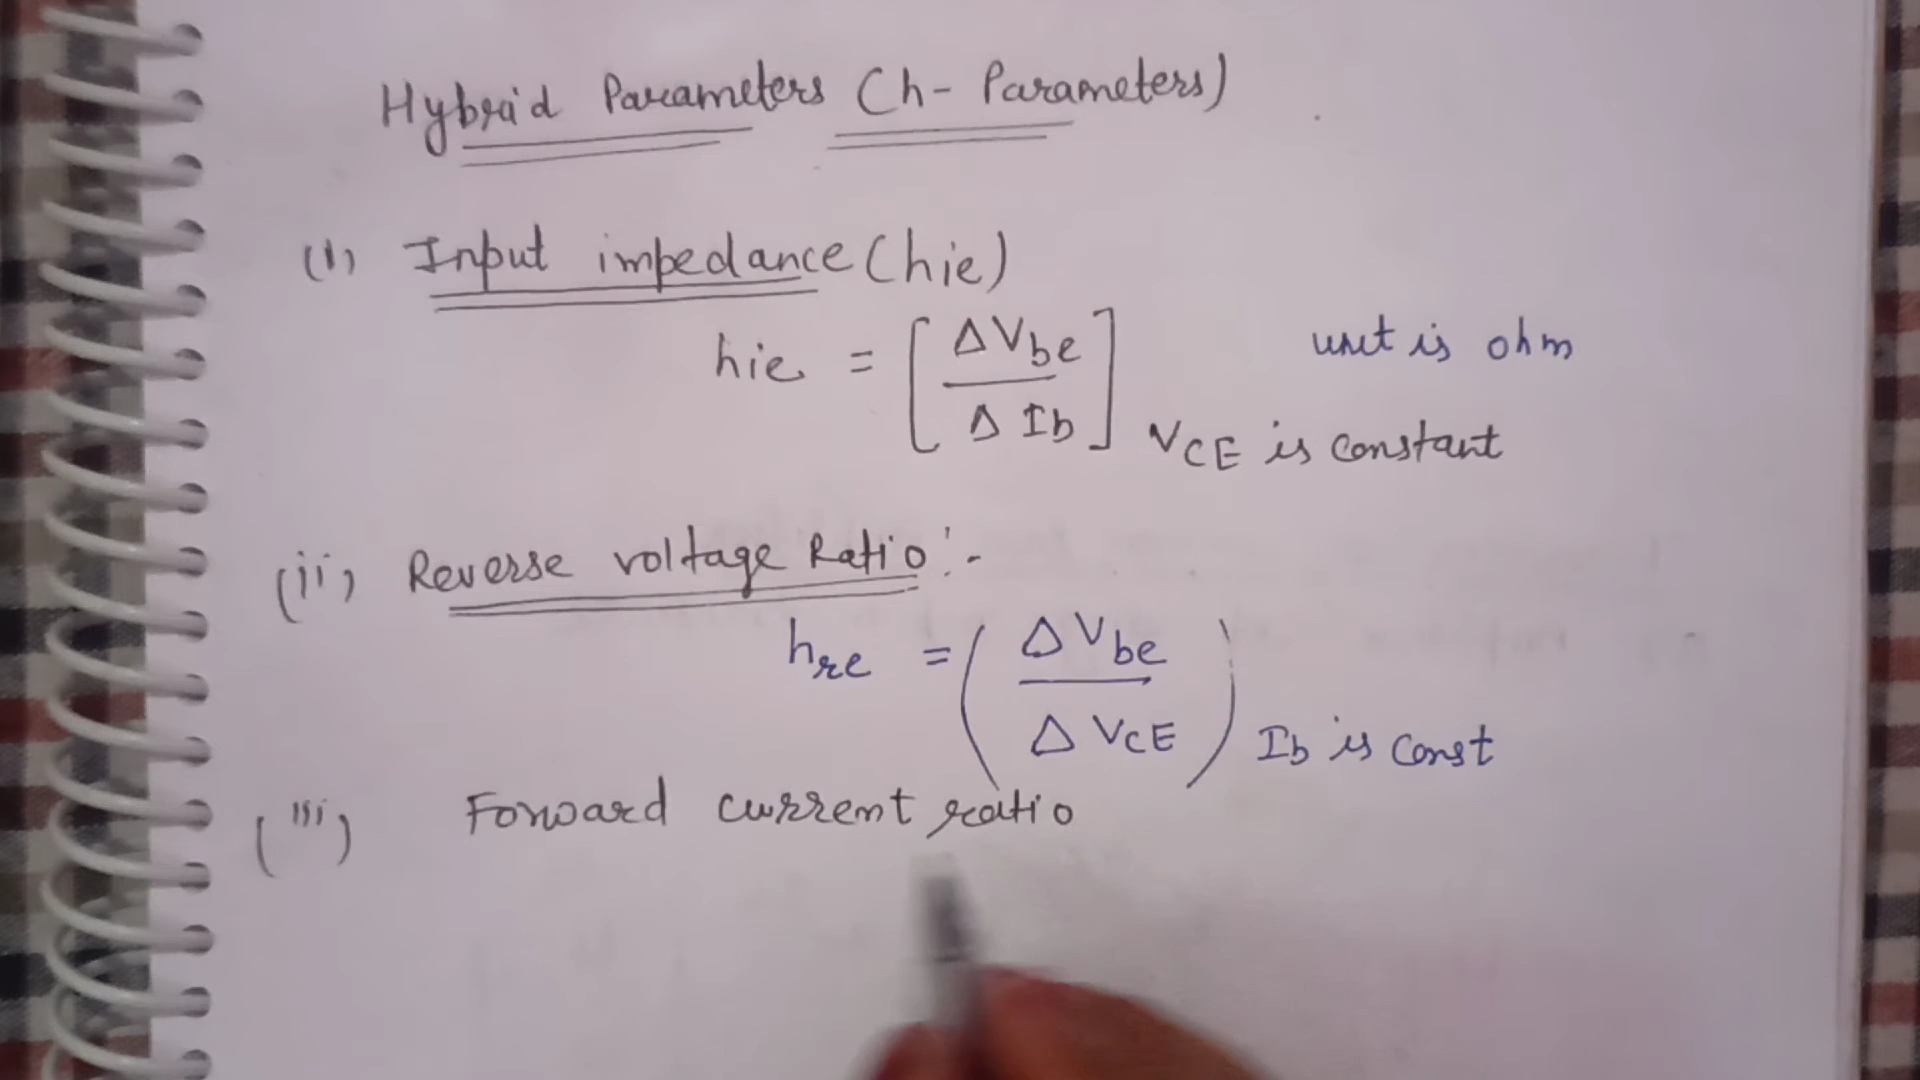 Hybrid Parameters (h- Parameters)
(i) Input impedance (hie)
hie = [ΔVbe / ΔIb] VCE is constant
unit is ohm
(ii) Reverse voltage Ratio :-
hre = (ΔVbe / ΔVCE) Ib is const
(iii) Forward current ratio